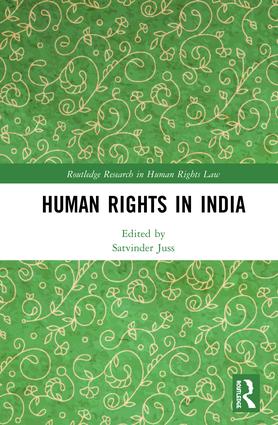 Routledge Research in Human Rights Law
HUMAN RIGHTS IN INDIA
Edited by
Satvinder Juss
ROUTLEDGE